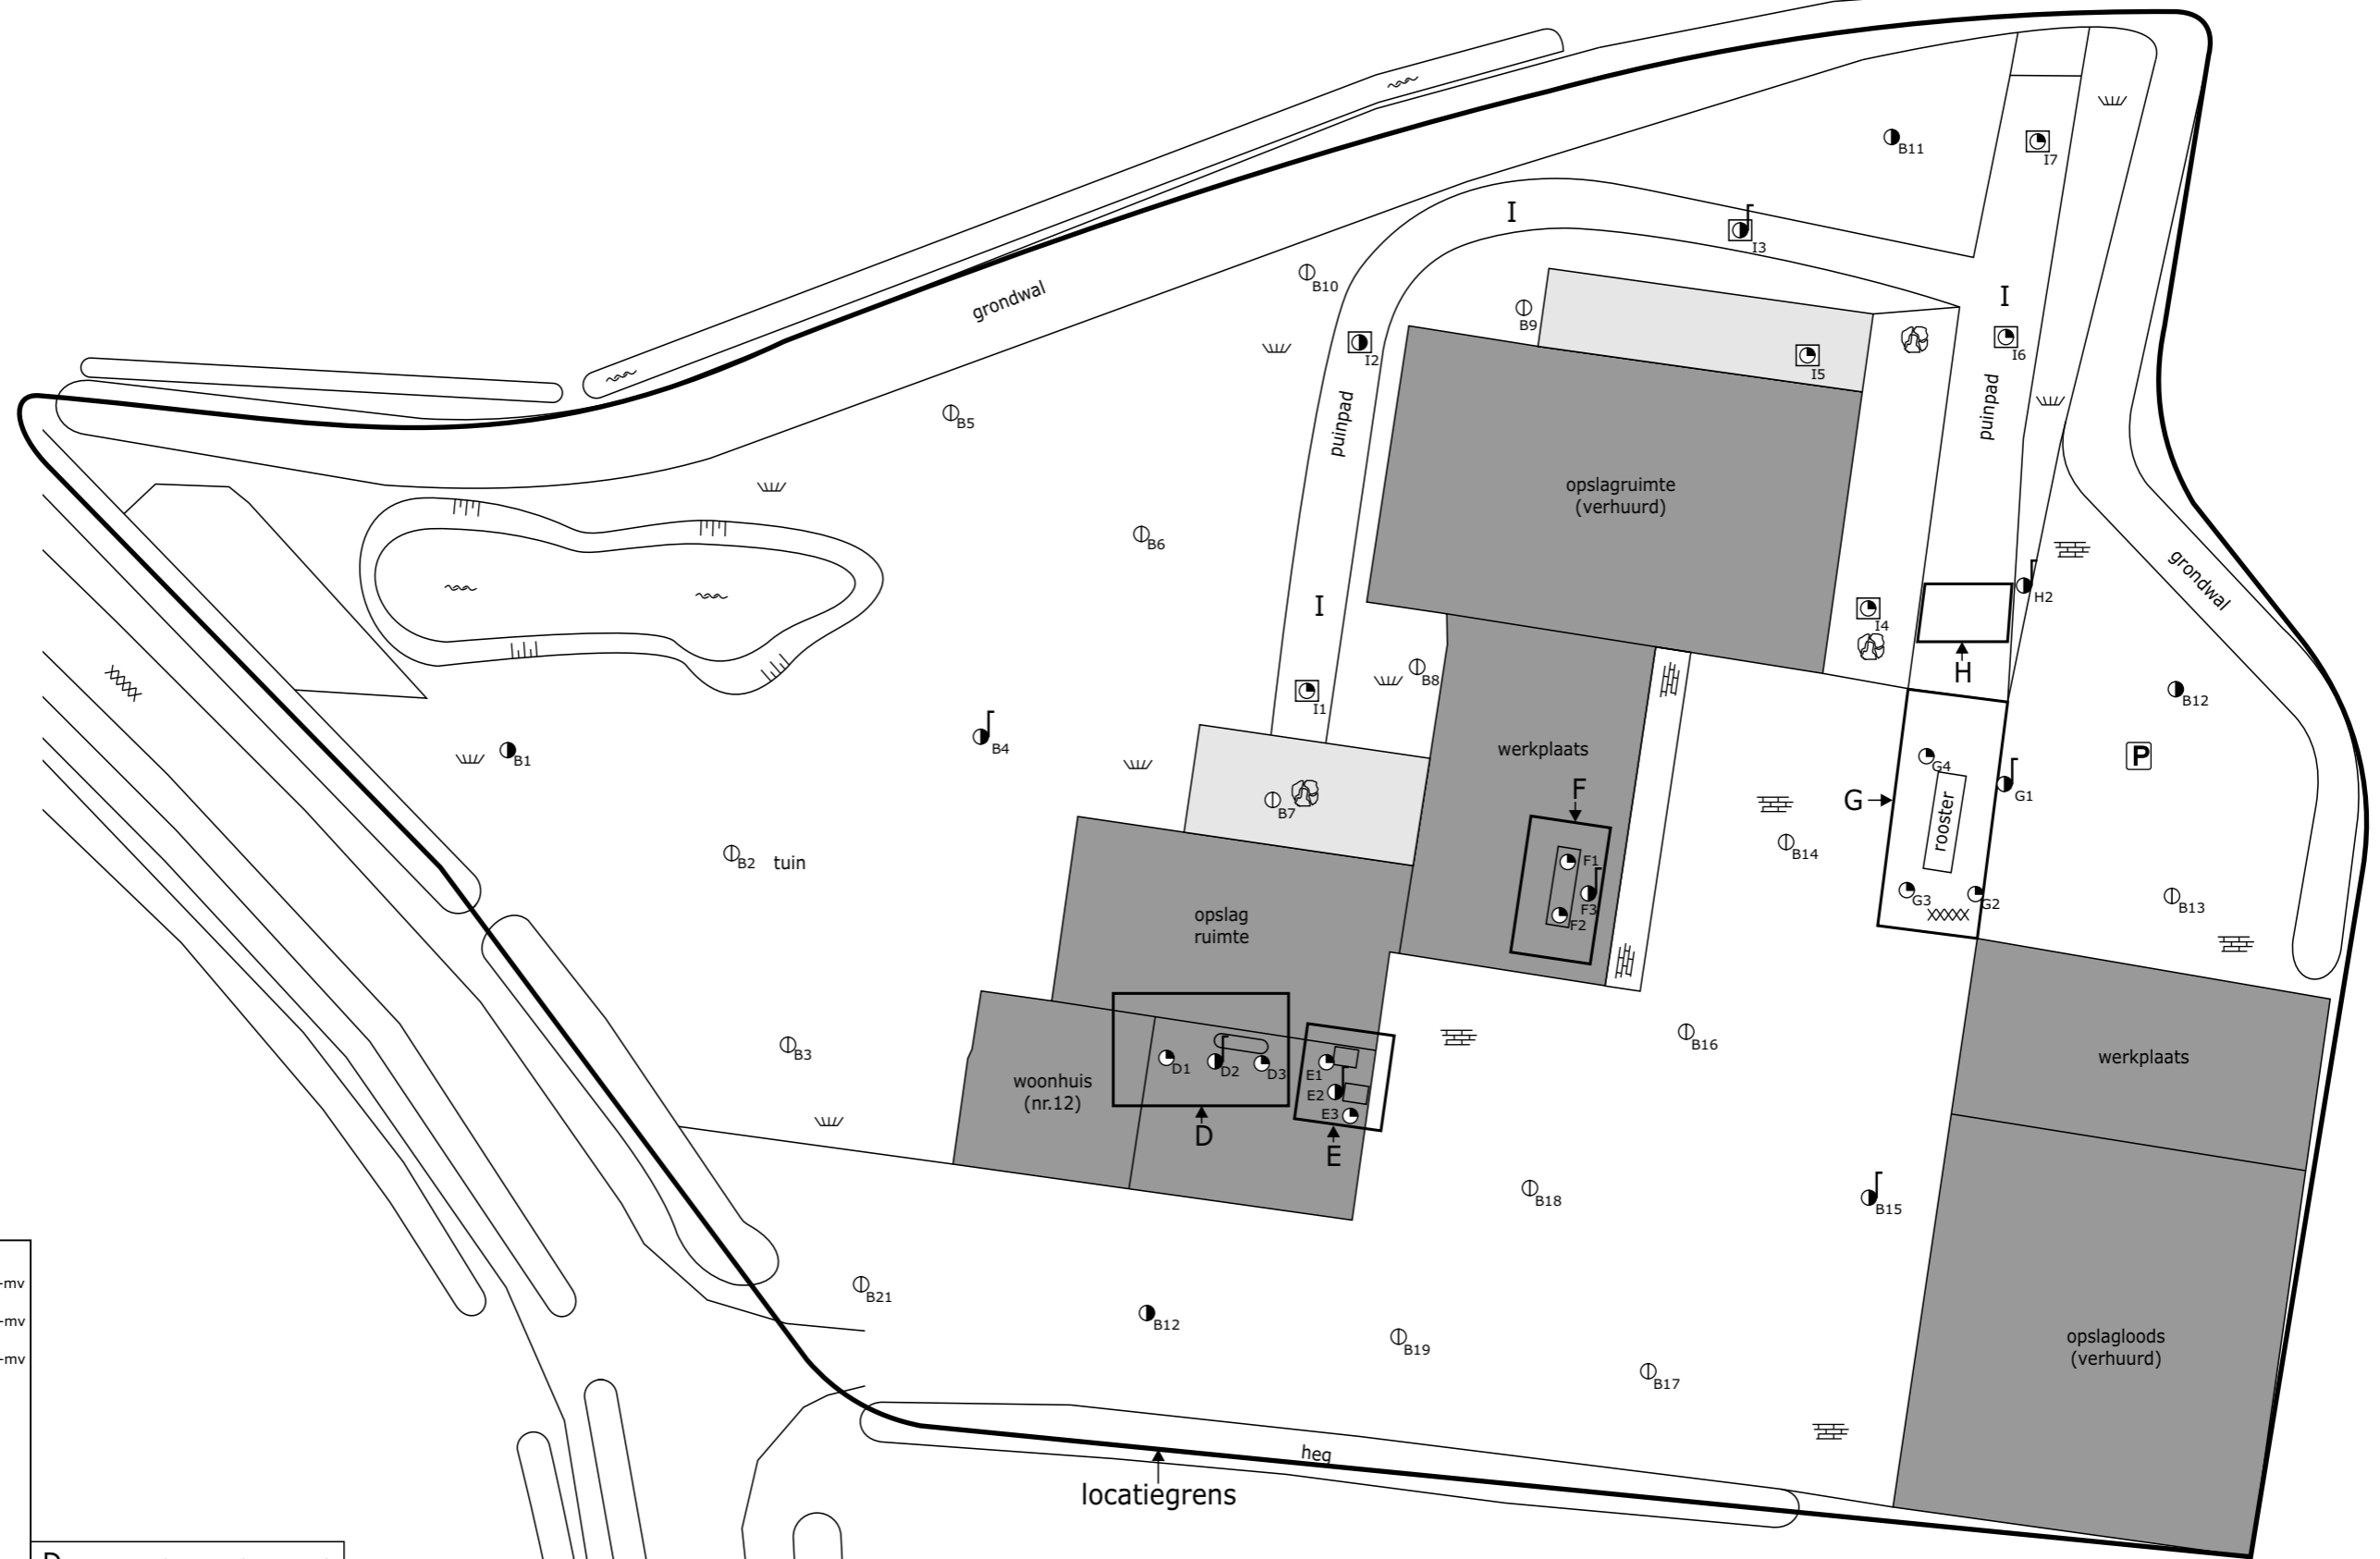 B11
I7
I
I3
B10
grondwal
I
B9
I2
I6
I5
puinpad
puinpad
B5
opslagruimte
(verhuurd)
B6
grondwal
H2
I
I4
B8
H
I1
B12
B4
werkplaats
B1
P
G4
F
G
G1
B7
rooster
B14
B2
tuin
F1
G3
G2
F3
F2
B13
opslag
ruimte
B16
B3
werkplaats
D1
D2
D3
E1
woonhuis
(nr.12)
E2
E3
D
E
B18
B15
-mv
B21
B12
-mv
B19
opslagloods
(verhuurd)
-mv
B17
heg
locatiegrens